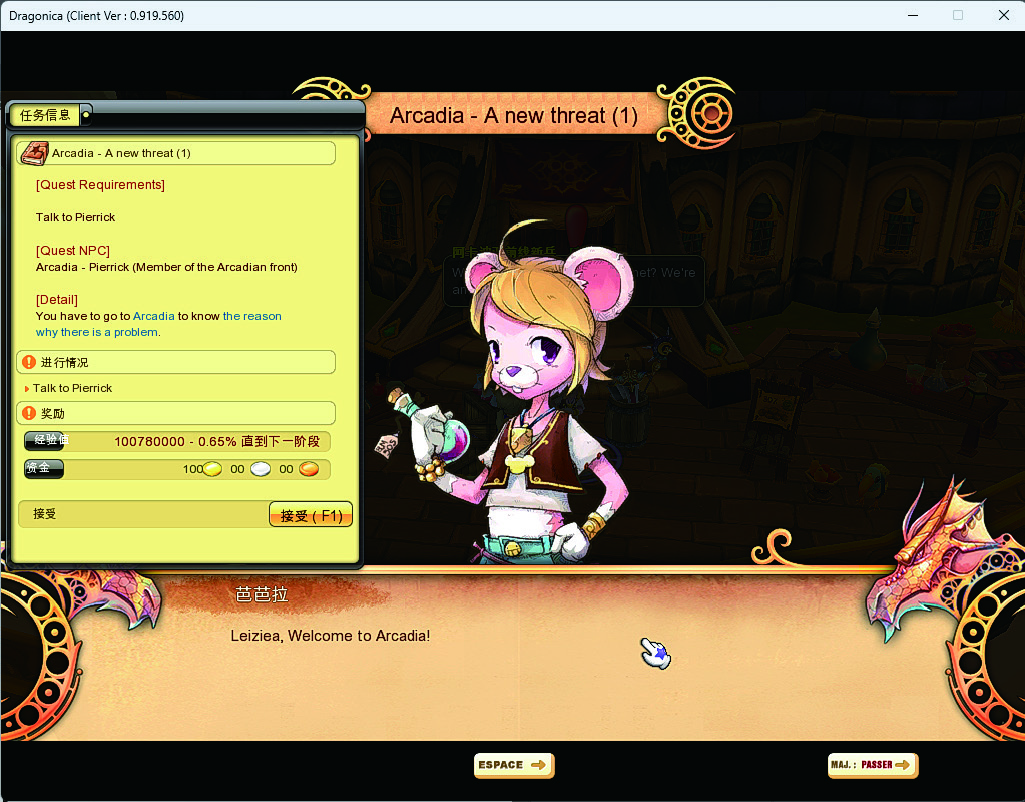 Dragonica (Client Ver : 0.919.560)
Arcadia - A new threat (1)
任务信息
Arcadia - A new threat (1)
[Quest Requirements]
Talk to Pierrick
[Quest NPC]
Arcadia - Pierrick (Member of the Arcadian front)
[Detail]
You have to go to Arcadia to know the reason
why there is a problem.
进行情况
Talk to Pierrick
奖励
经验值 100780000 - 0.65% 直到下一阶段
资金 100 00 00
接受 接受 ( F1)
met? We're
芭芭拉
Leiziea, Welcome to Arcadia!
ESPACE
MAJ. : PASSER